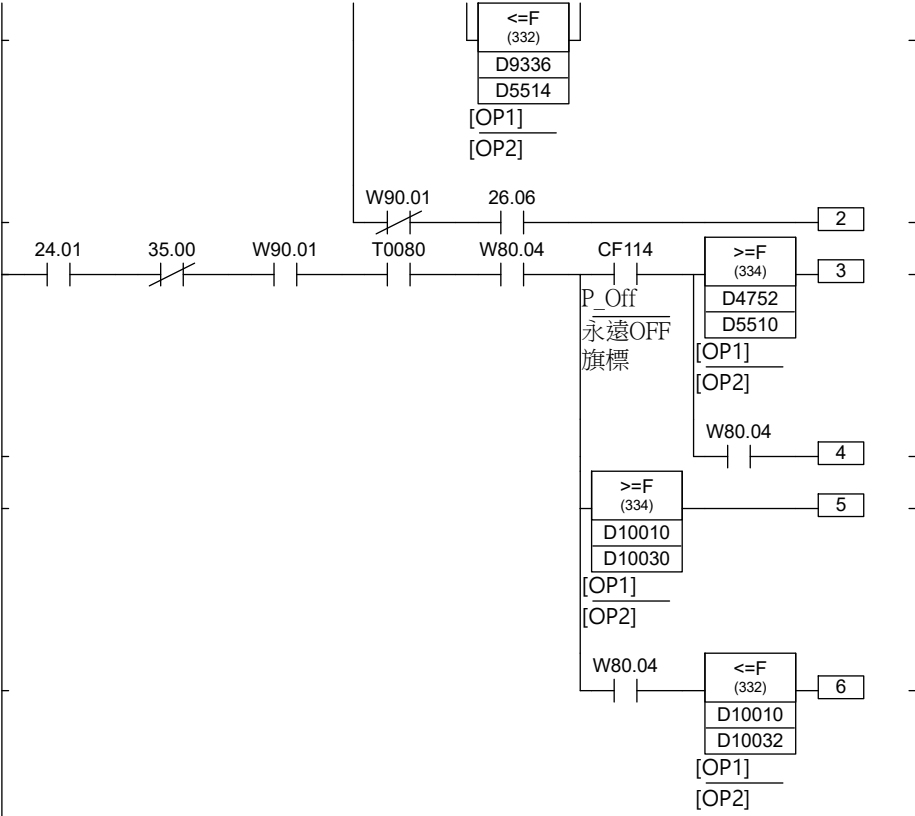 <=F
(332)
D9336
D5514
[OP1]
[OP2]
W90.01 26.06
2
24.01 35.00 W90.01 T0080 W80.04 CF114
P_Off
永遠OFF
旗標
>=F
(334)
D4752
D5510
[OP1]
[OP2]
3
W80.04
4
>=F
(334)
D10010
D10030
[OP1]
[OP2]
5
W80.04
<=F
(332)
D10010
D10032
[OP1]
[OP2]
6